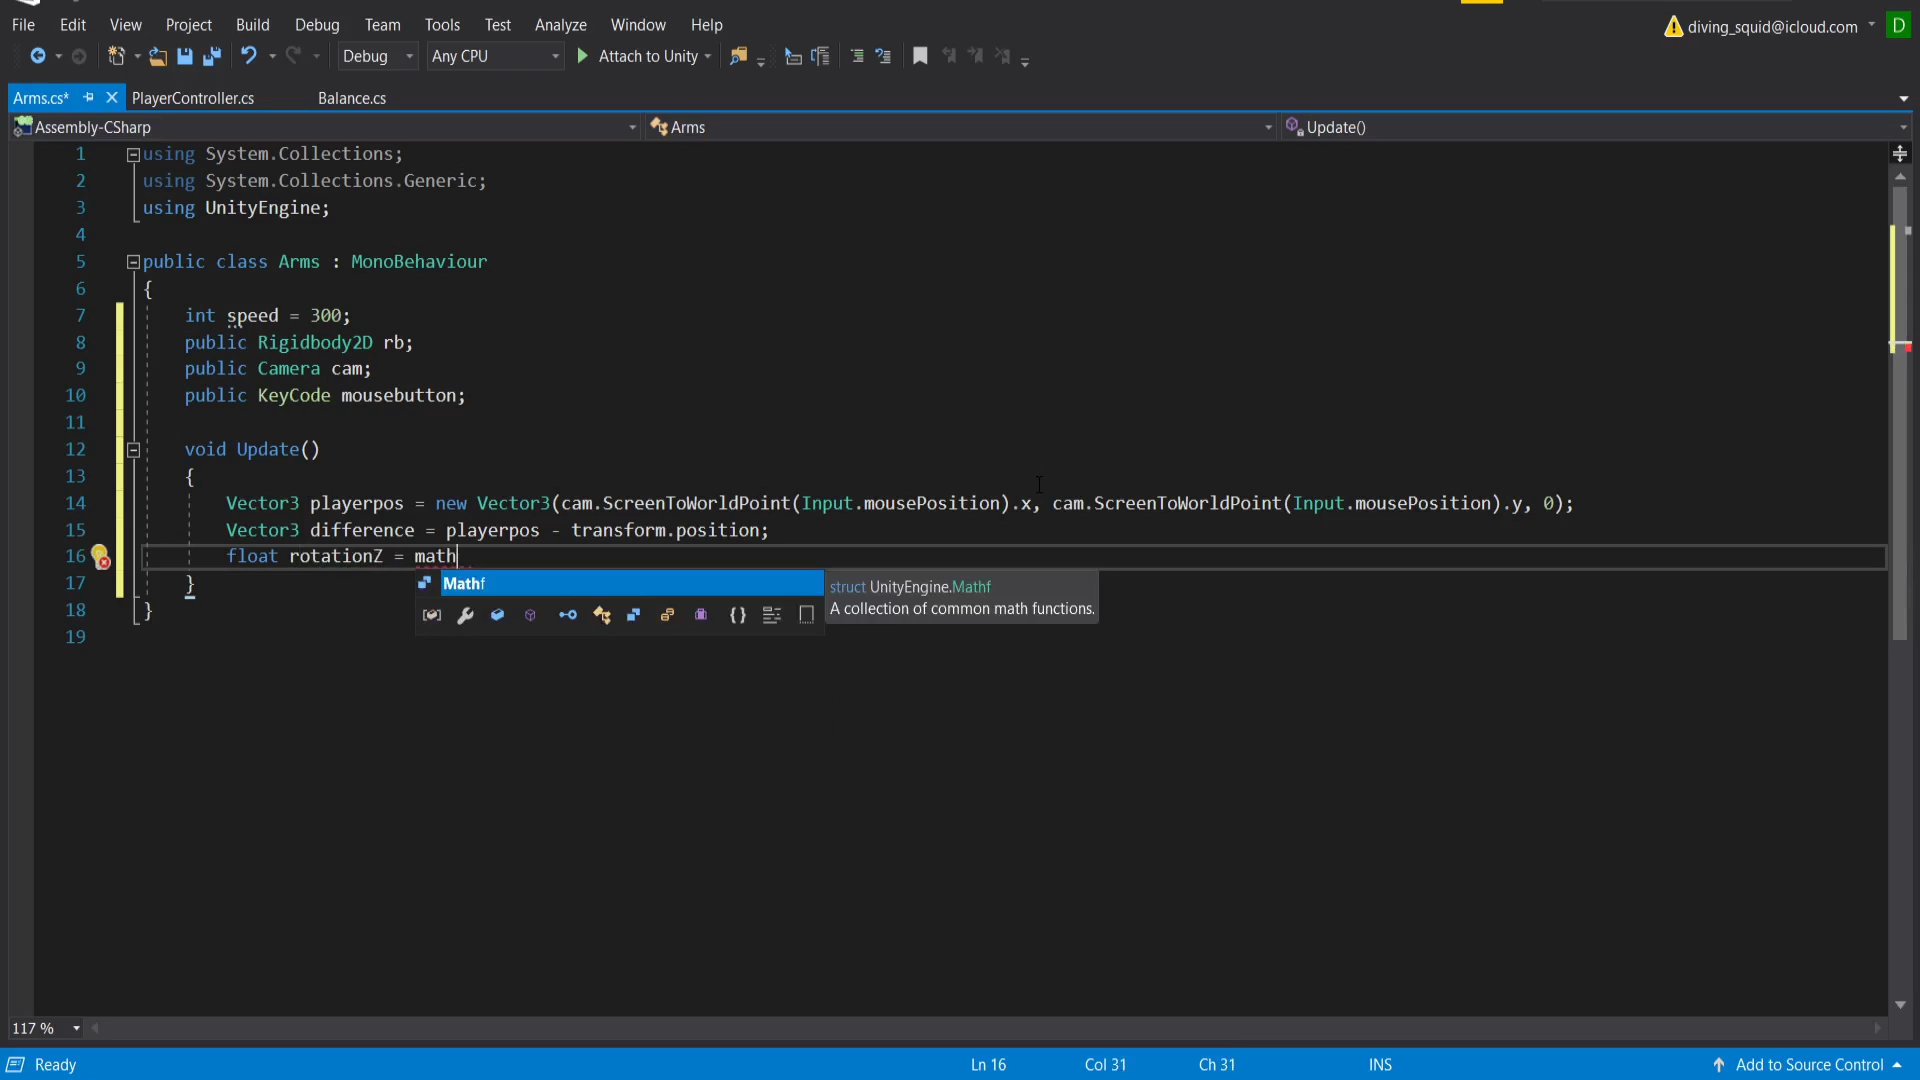 File Edit View Project Build Debug Team Tools Test Analyze Window Help diving_squid@icloud.com D
Debug Any CPU Attach to Unity
Arms.cs* PlayerController.cs Balance.cs
Assembly-CSharp Arms Update()
1 using System.Collections;
2 using System.Collections.Generic;
3 using UnityEngine;
4
5 public class Arms : MonoBehaviour
6 {
7 int speed = 300;
8 public Rigidbody2D rb;
9 public Camera cam;
10 public KeyCode mousebutton;
11
12 void Update()
13 {
14 Vector3 playerpos = new Vector3(cam.ScreenToWorldPoint(Input.mousePosition).x, cam.ScreenToWorldPoint(Input.mousePosition).y, 0);
15 Vector3 difference = playerpos - transform.position;
16 float rotationZ = math
17 }
18 }
19
Mathf
struct UnityEngine.Mathf
A collection of common math functions.
117 %
Ready Ln 16 Col 31 Ch 31 INS Add to Source Control